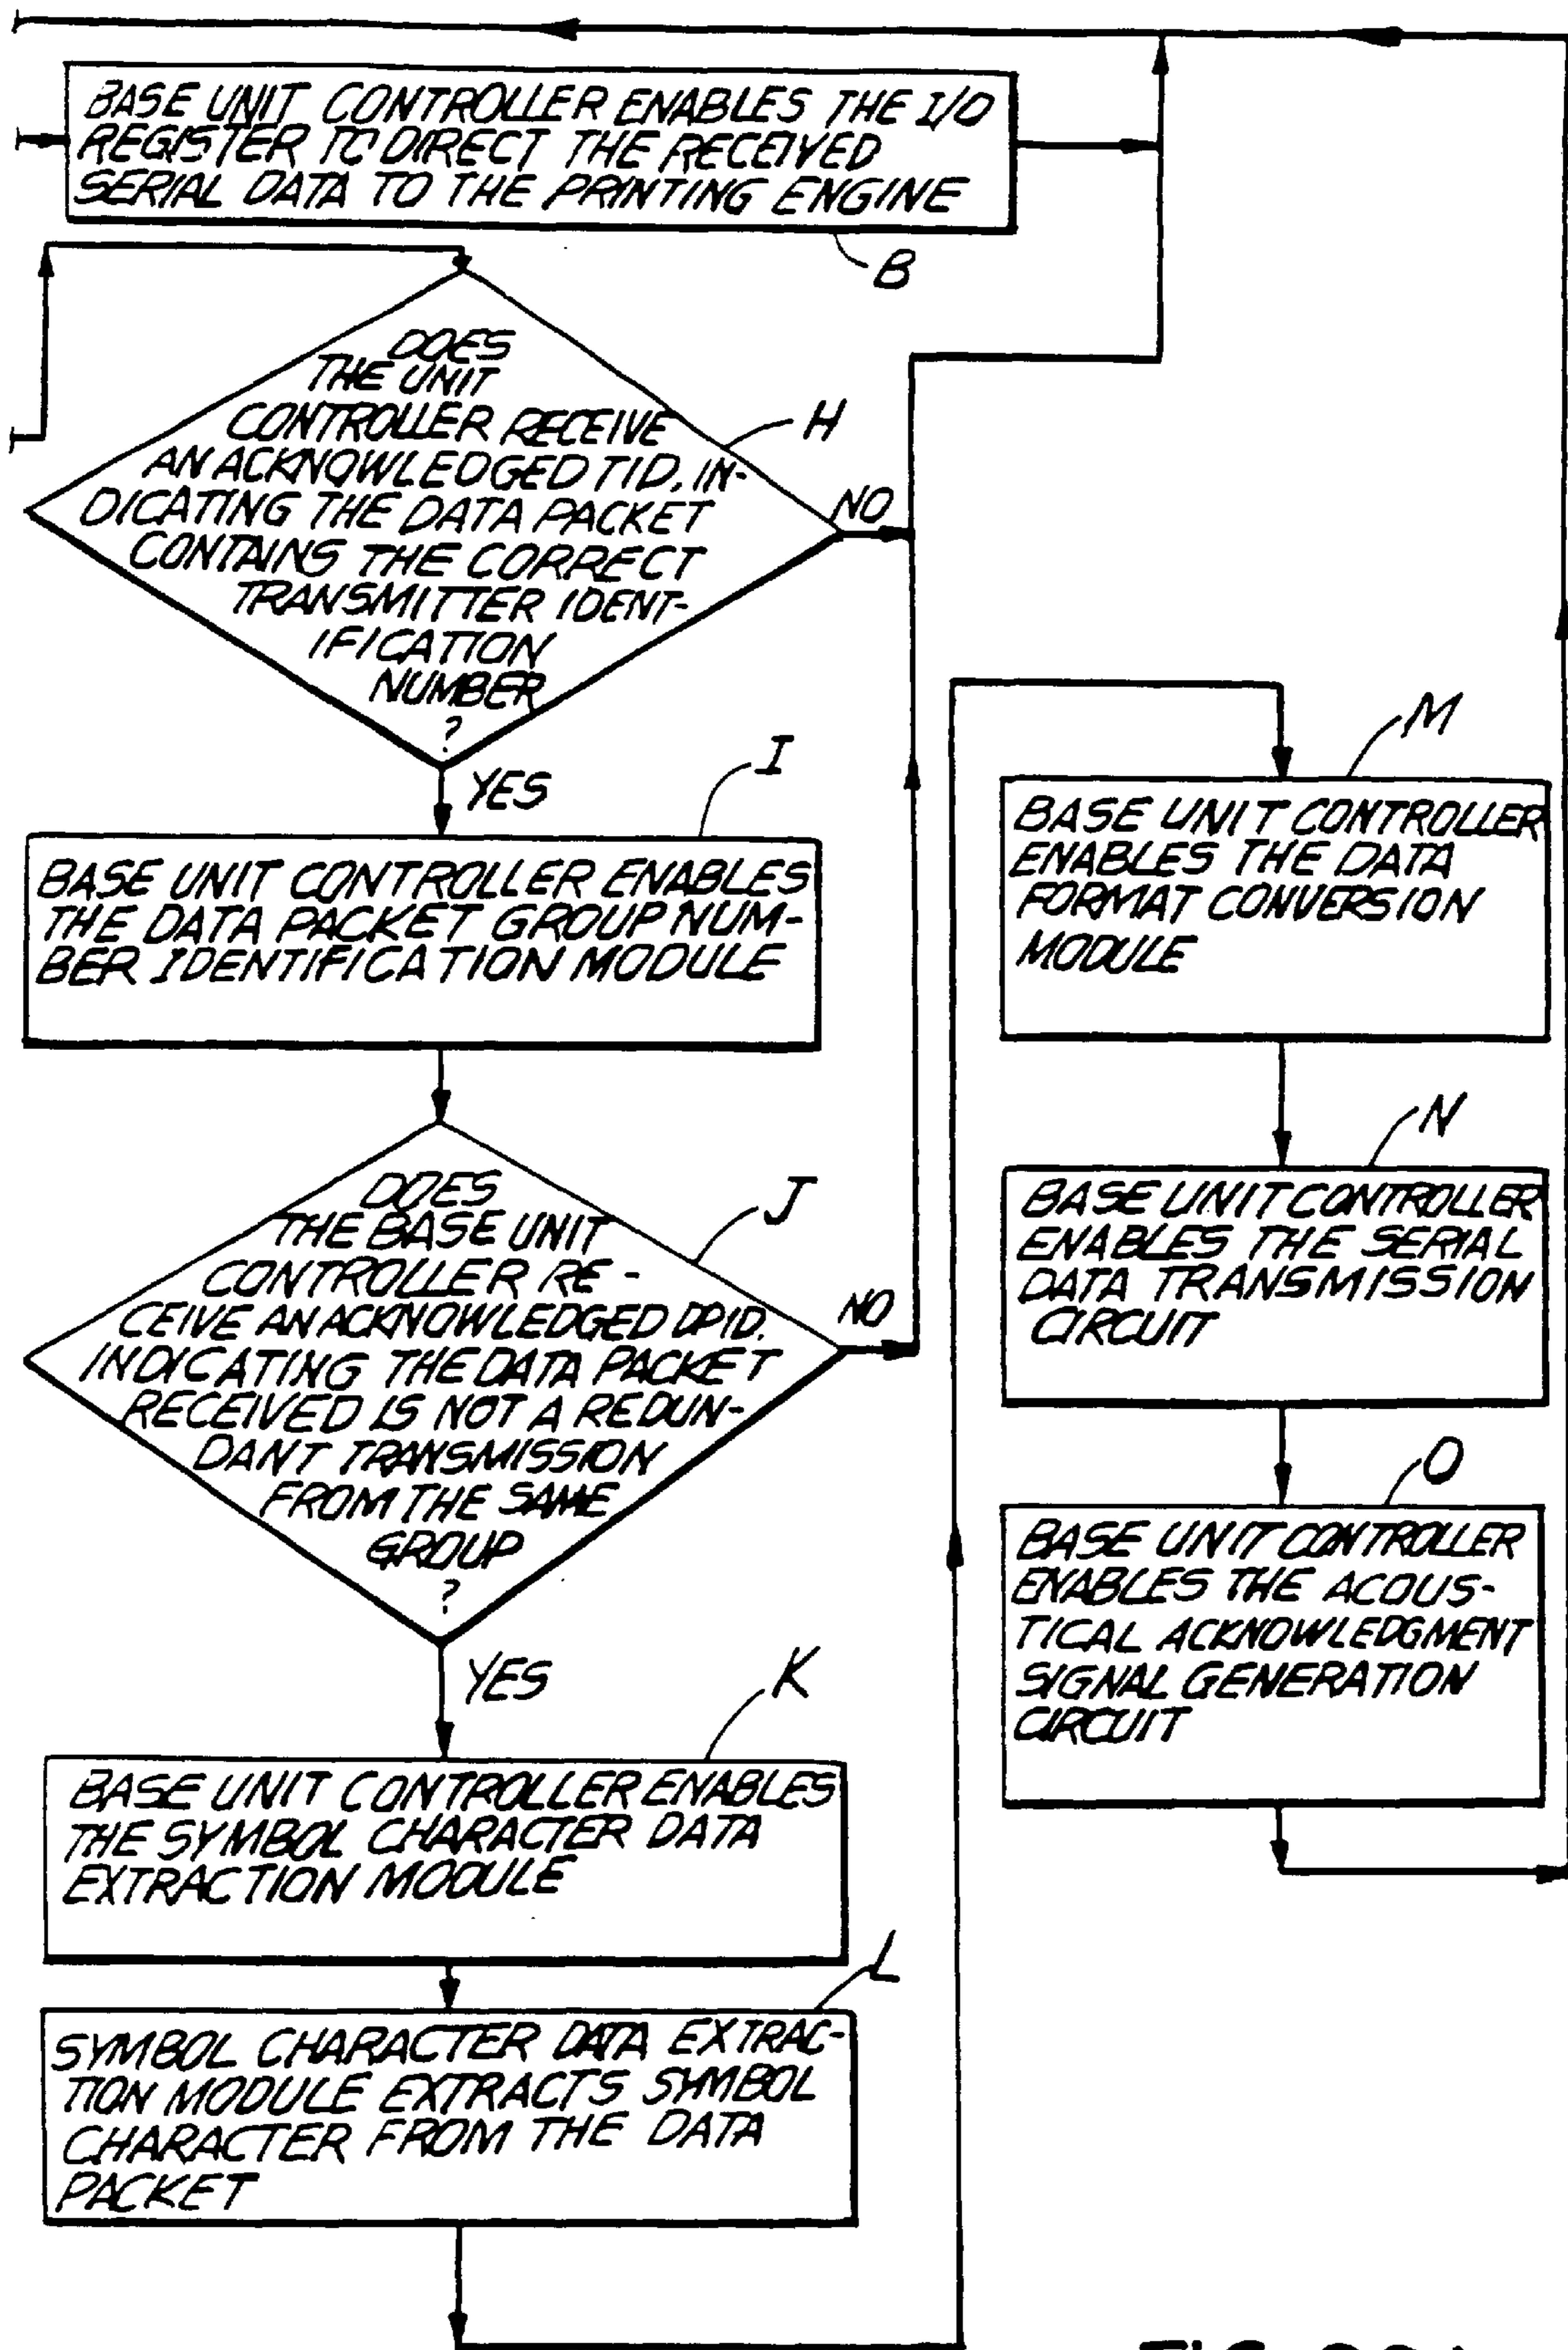 BASE UNIT CONTROLLER ENABLES THE I/O
REGISTER TO DIRECT THE RECEIVED
SERIAL DATA TO THE PRINTING ENGINE
B
DOES
THE UNIT
CONTROLLER RECEIVE
AN ACKNOWLEDGED TID, IN-
DICATING THE DATA PACKET
CONTAINS THE CORRECT
TRANSMITTER IDENT-
IFICATION
NUMBER
?
H
NO
YES
I
BASE UNIT CONTROLLER ENABLES
THE DATA PACKET GROUP NUM-
BER IDENTIFICATION MODULE
DOES
THE BASE UNIT
CONTROLLER RE-
CEIVE AN ACKNOWLEDGED DPID.
INDICATING THE DATA PACKET
RECEIVED IS NOT A REDUN-
DANT TRANSMISSION
FROM THE SAME
GROUP
?
J
NO
YES
K
BASE UNIT CONTROLLER ENABLES
THE SYMBOL CHARACTER DATA
EXTRACTION MODULE
L
SYMBOL CHARACTER DATA EXTRAC-
TION MODULE EXTRACTS SYMBOL
CHARACTER FROM THE DATA
PACKET
M
BASE UNIT CONTROLLER
ENABLES THE DATA
FORMAT CONVERSION
MODULE
N
BASE UNIT CONTROLLER
ENABLES THE SERIAL
DATA TRANSMISSION
CIRCUIT
O
BASE UNIT CONTROLLER
ENABLES THE ACOUS-
TICAL ACKNOWLEDGMENT
SIGNAL GENERATION
CIRCUIT